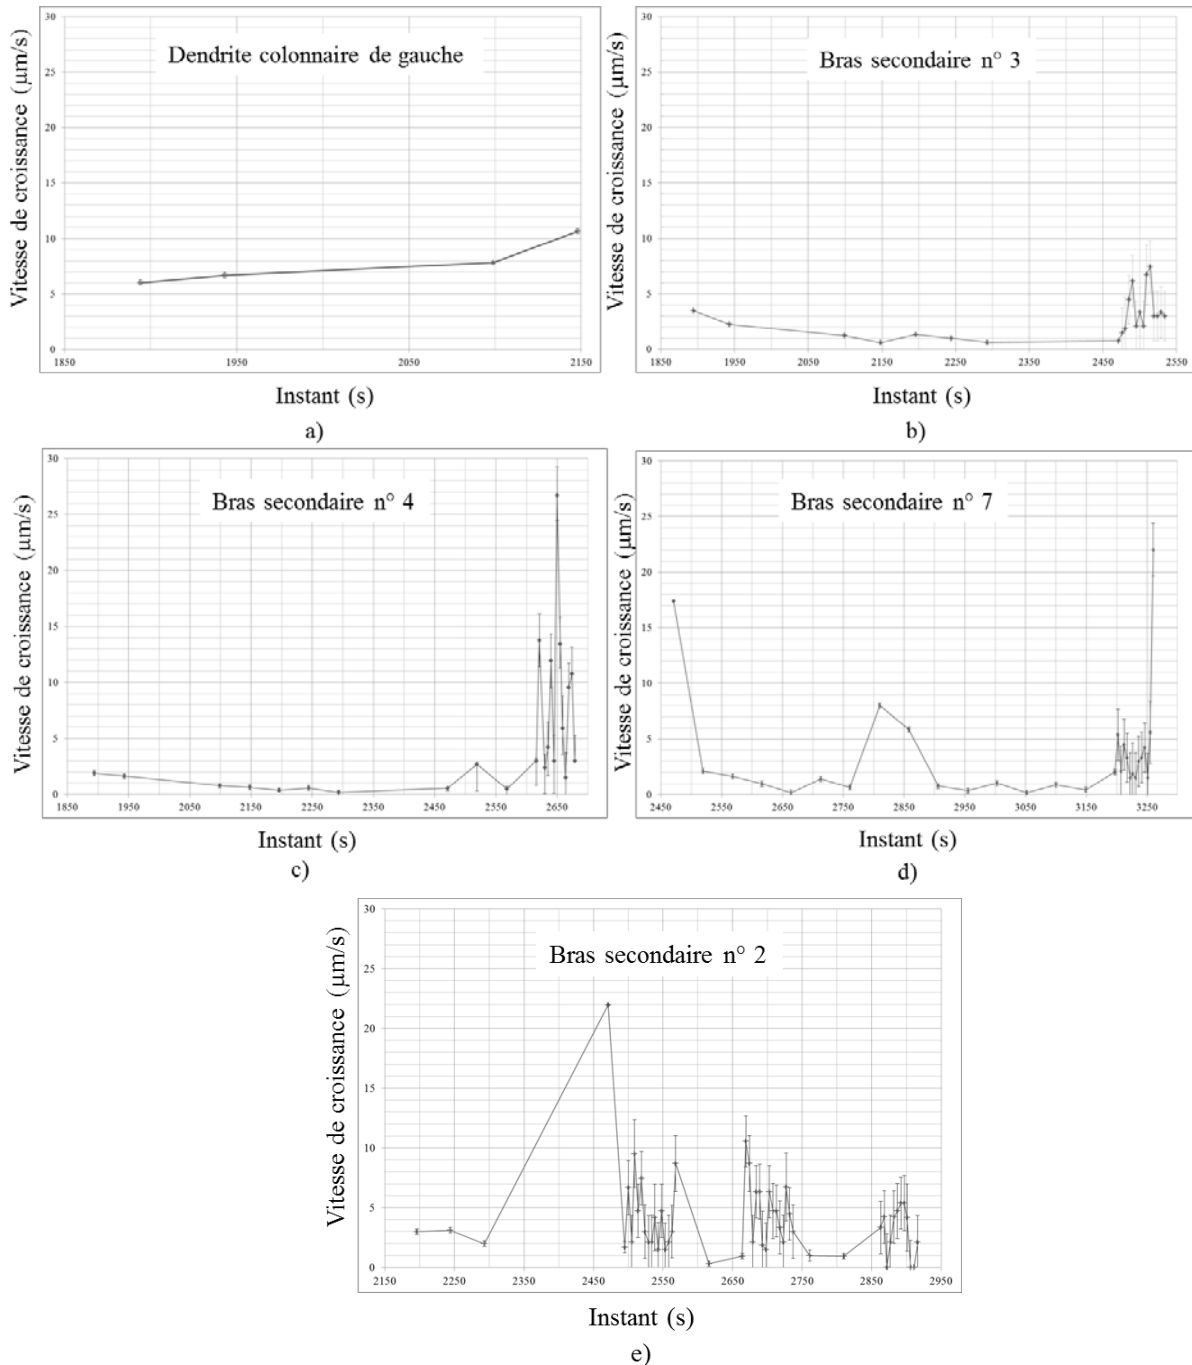 Vitesse de croissance (μm/s)
30
25
20
15
10
5
0
Dendrite colonnaire de gauche
1850 1950 2050 2150
Instant (s)
a)
Vitesse de croissance (μm/s)
30
25
20
15
10
5
0
Bras secondaire n° 3
1850 1950 2050 2150 2250 2350 2450 2550
Instant (s)
b)
Vitesse de croissance (μm/s)
30
25
20
15
10
5
0
Bras secondaire n° 4
1850 1950 2050 2150 2250 2350 2450 2550 2650
Instant (s)
c)
Vitesse de croissance (μm/s)
30
25
20
15
10
5
0
Bras secondaire n° 7
2450 2550 2650 2750 2850 2950 3050 3150 3250
Instant (s)
d)
Vitesse de croissance (μm/s)
30
25
20
15
10
5
0
Bras secondaire n° 2
2150 2250 2350 2450 2550 2650 2750 2850 2950
Instant (s)
e)